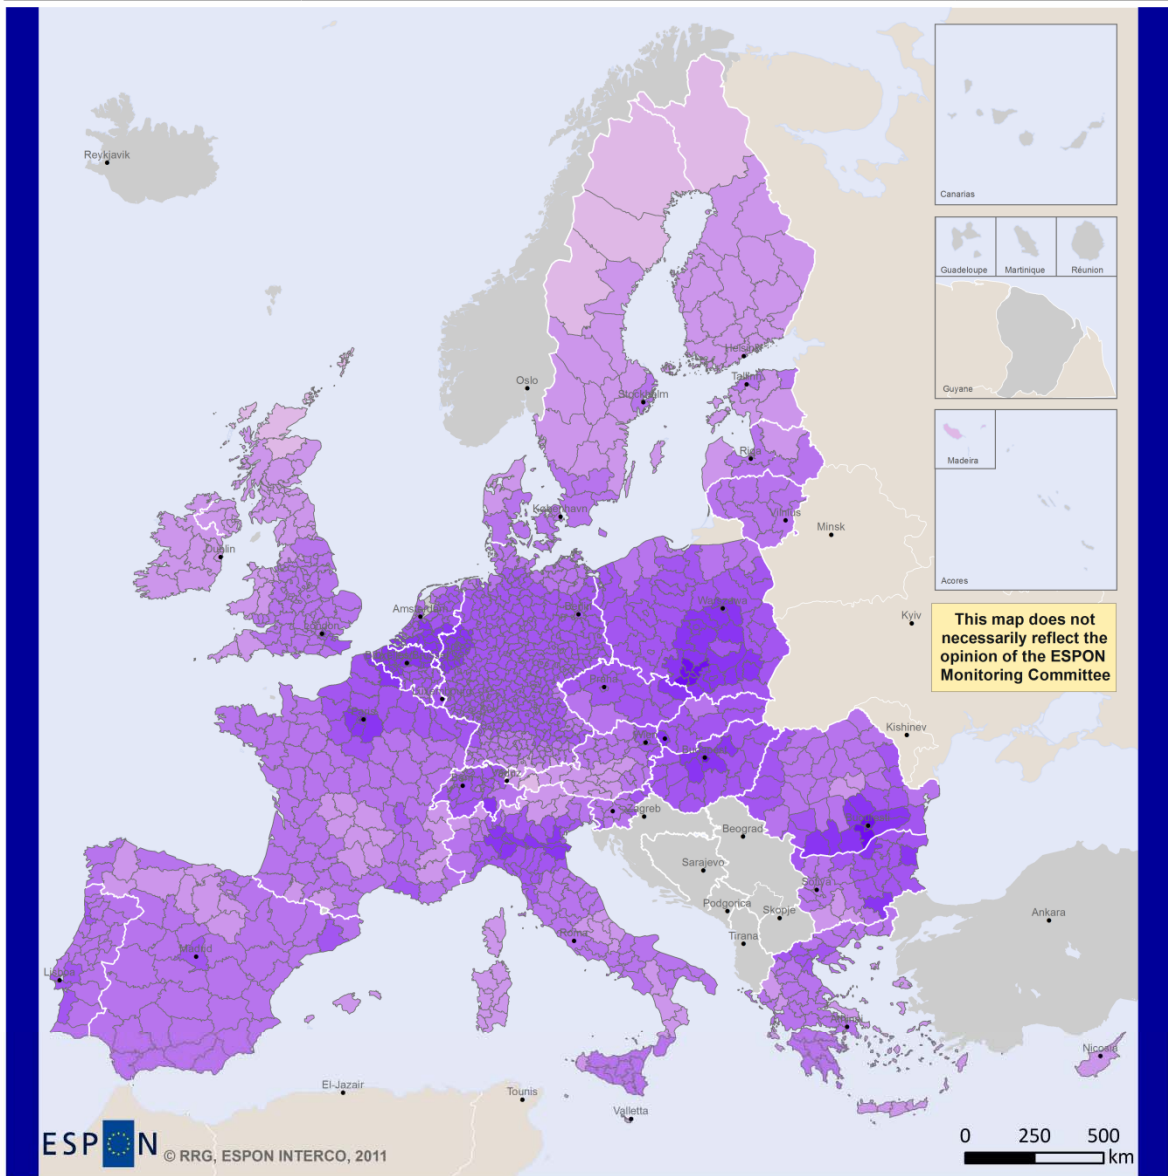 Reykjavik
Canarias
Guadeloupe
Martinique
Réunion
Guyane
Oslo
Helsinki
Tallinn
Stockholm
Madeira
Riga
København
Vilnius
Minsk
Dublin
Acores
Amsterdam
Berlin
Warszawa
Kyiv
London
This map does not
necessarily reflect the
opinion of the ESPON
Monitoring Committee
Praha
Paris
Kishinev
Wien
Budapest
Bern
Vaduz
Zagreb
Beograd
Sarajevo
Sofiya
Podgorica
Skopje
Ankara
Roma
Tirana
Madrid
Lisboa
Athinai
Nicosia
El-Jazair
Tounis
Valletta
ESPON
© RRG, ESPON INTERCO, 2011
0 250 500
km